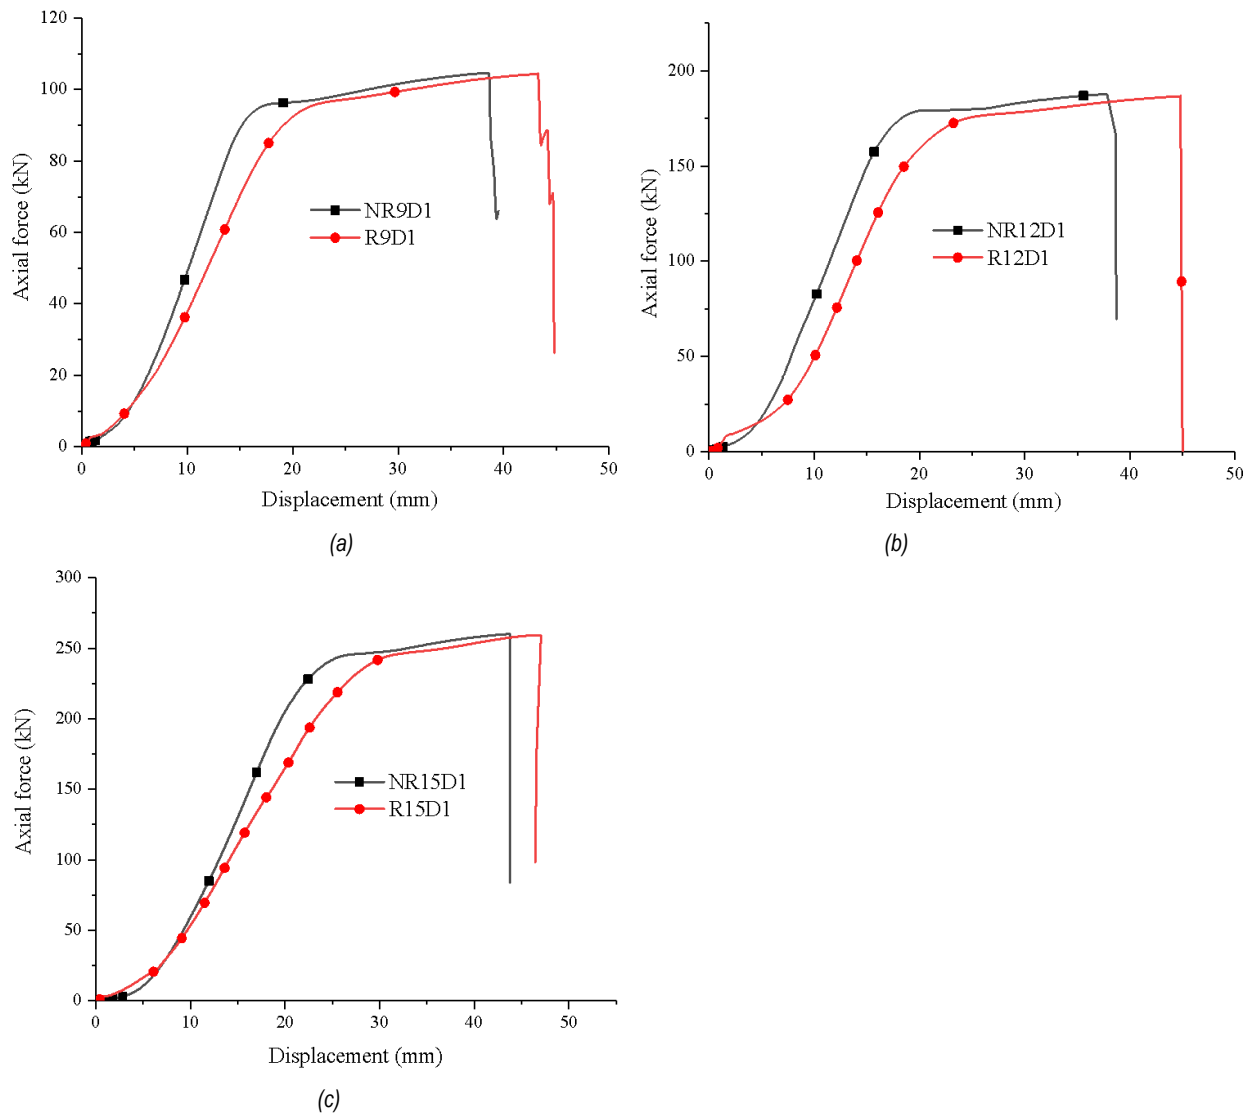 120
100
80
60
40
20
0
Axial force (kN)
NR9D1
R9D1
0 10 20 30 40 50
Displacement (mm)
(a)
200
150
100
50
0
Axial force (kN)
NR12D1
R12D1
0 10 20 30 40 50
Displacement (mm)
(b)
300
250
200
150
100
50
0
Axial force (kN)
NR15D1
R15D1
0 10 20 30 40 50
Displacement (mm)
(c)